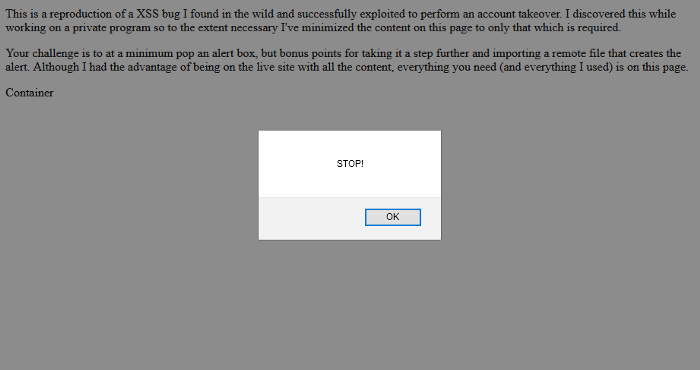 This is a reproduction of a XSS bug I found in the wild and successfully exploited to perform an account takeover. I discovered this while
working on a private program so to the extent necessary I've minimized the content on this page to only that which is required.
Your challenge is to at a minimum pop an alert box, but bonus points for taking it a step further and importing a remote file that creates the
alert. Although I had the advantage of being on the live site with all the content, everything you need (and everything I used) is on this page.
Container
STOP!
OK